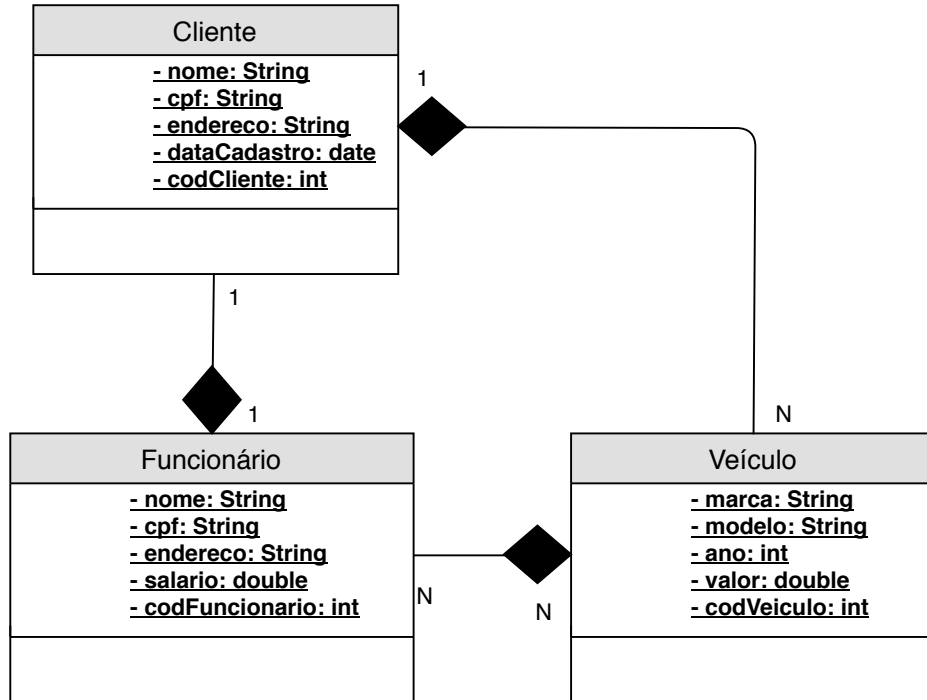 Cliente
- nome: String
- cpf: String
- endereco: String
- dataCadastro: date
- codCliente: int
1
N
1
1
Funcionário
- nome: String
- cpf: String
- endereco: String
- salario: double
- codFuncionario: int
N
N
Veículo
- marca: String
- modelo: String
- ano: int
- valor: double
- codVeiculo: int